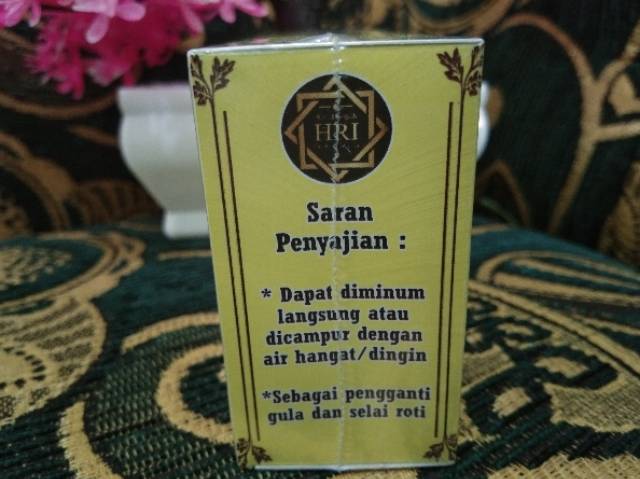 HRI
Saran
Penyajian :
* Dapat diminum
langsung atau
dicampur dengan
air hangat/dingin
*Sebagai pengganti
gula dan selai roti